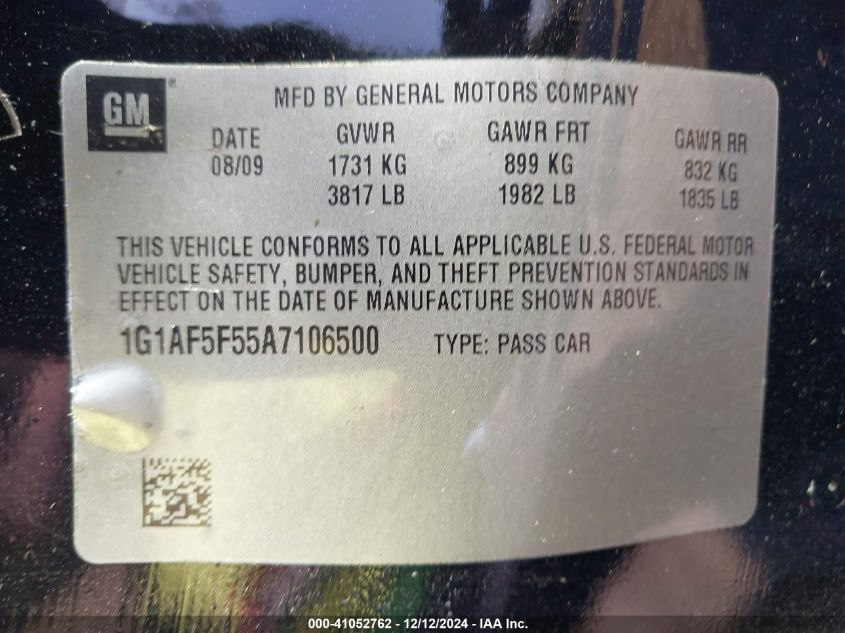 GM ®
MFD BY GENERAL MOTORS COMPANY
DATE GVWR GAWR FRT GAWR RR
08/09 1731 KG 899 KG 832 KG
3817 LB 1982 LB 1835 LB
THIS VEHICLE CONFORMS TO ALL APPLICABLE U.S. FEDERAL MOTOR
VEHICLE SAFETY, BUMPER, AND THEFT PREVENTION STANDARDS IN
EFFECT ON THE DATE OF MANUFACTURE SHOWN ABOVE.
1G1AF5F55A7106500 TYPE: PASS CAR
000-41052762 - 12/12/2024 - IAA Inc.